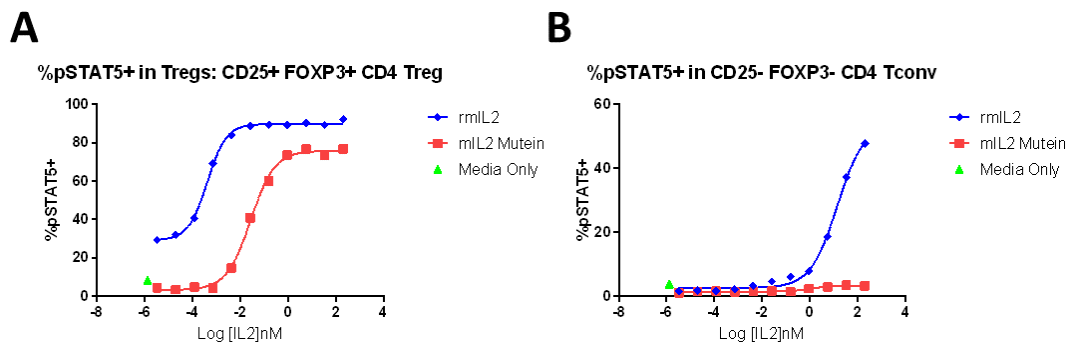 A
%pSTAT5+ in Tregs: CD25+ FOXP3+ CD4 Treg
100
80
60
40
20
0
%pSTAT5+
-8 -6 -4 -2 0 2 4
Log [IL2]nM
rmIL2
mIL2 Mutein
Media Only
B
%pSTAT5+ in CD25- FOXP3- CD4 Tconv
60
40
20
0
%pSTAT5+
-8 -6 -4 -2 0 2 4
Log [IL2]nM
rmIL2
mIL2 Mutein
Media Only